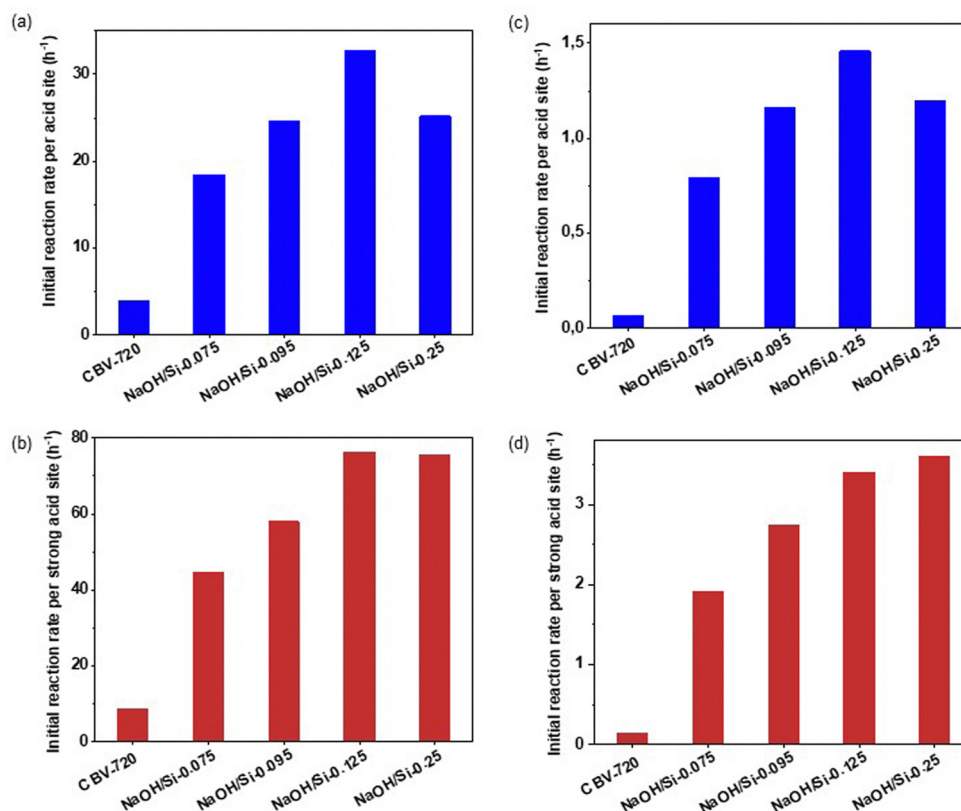 (a)
Initial reaction rate per acid site (h⁻¹)
30
20
10
0
CBV-720
NaOH/Si-0.075
NaOH/Si-0.095
NaOH/Si-0.125
NaOH/Si-0.25
(c)
Initial reaction rate per acid site (h⁻¹)
1,5
1,0
0,5
0,0
CBV-720
NaOH/Si-0.075
NaOH/Si-0.095
NaOH/Si-0.125
NaOH/Si-0.25
(b)
Initial reaction rate per strong acid site (h⁻¹)
80
60
40
20
0
CBV-720
NaOH/Si-0.075
NaOH/Si-0.095
NaOH/Si-0.125
NaOH/Si-0.25
(d)
Initial reaction rate per strong acid site (h⁻¹)
3
2
1
0
CBV-720
NaOH/Si-0.075
NaOH/Si-0.095
NaOH/Si-0.125
NaOH/Si-0.25